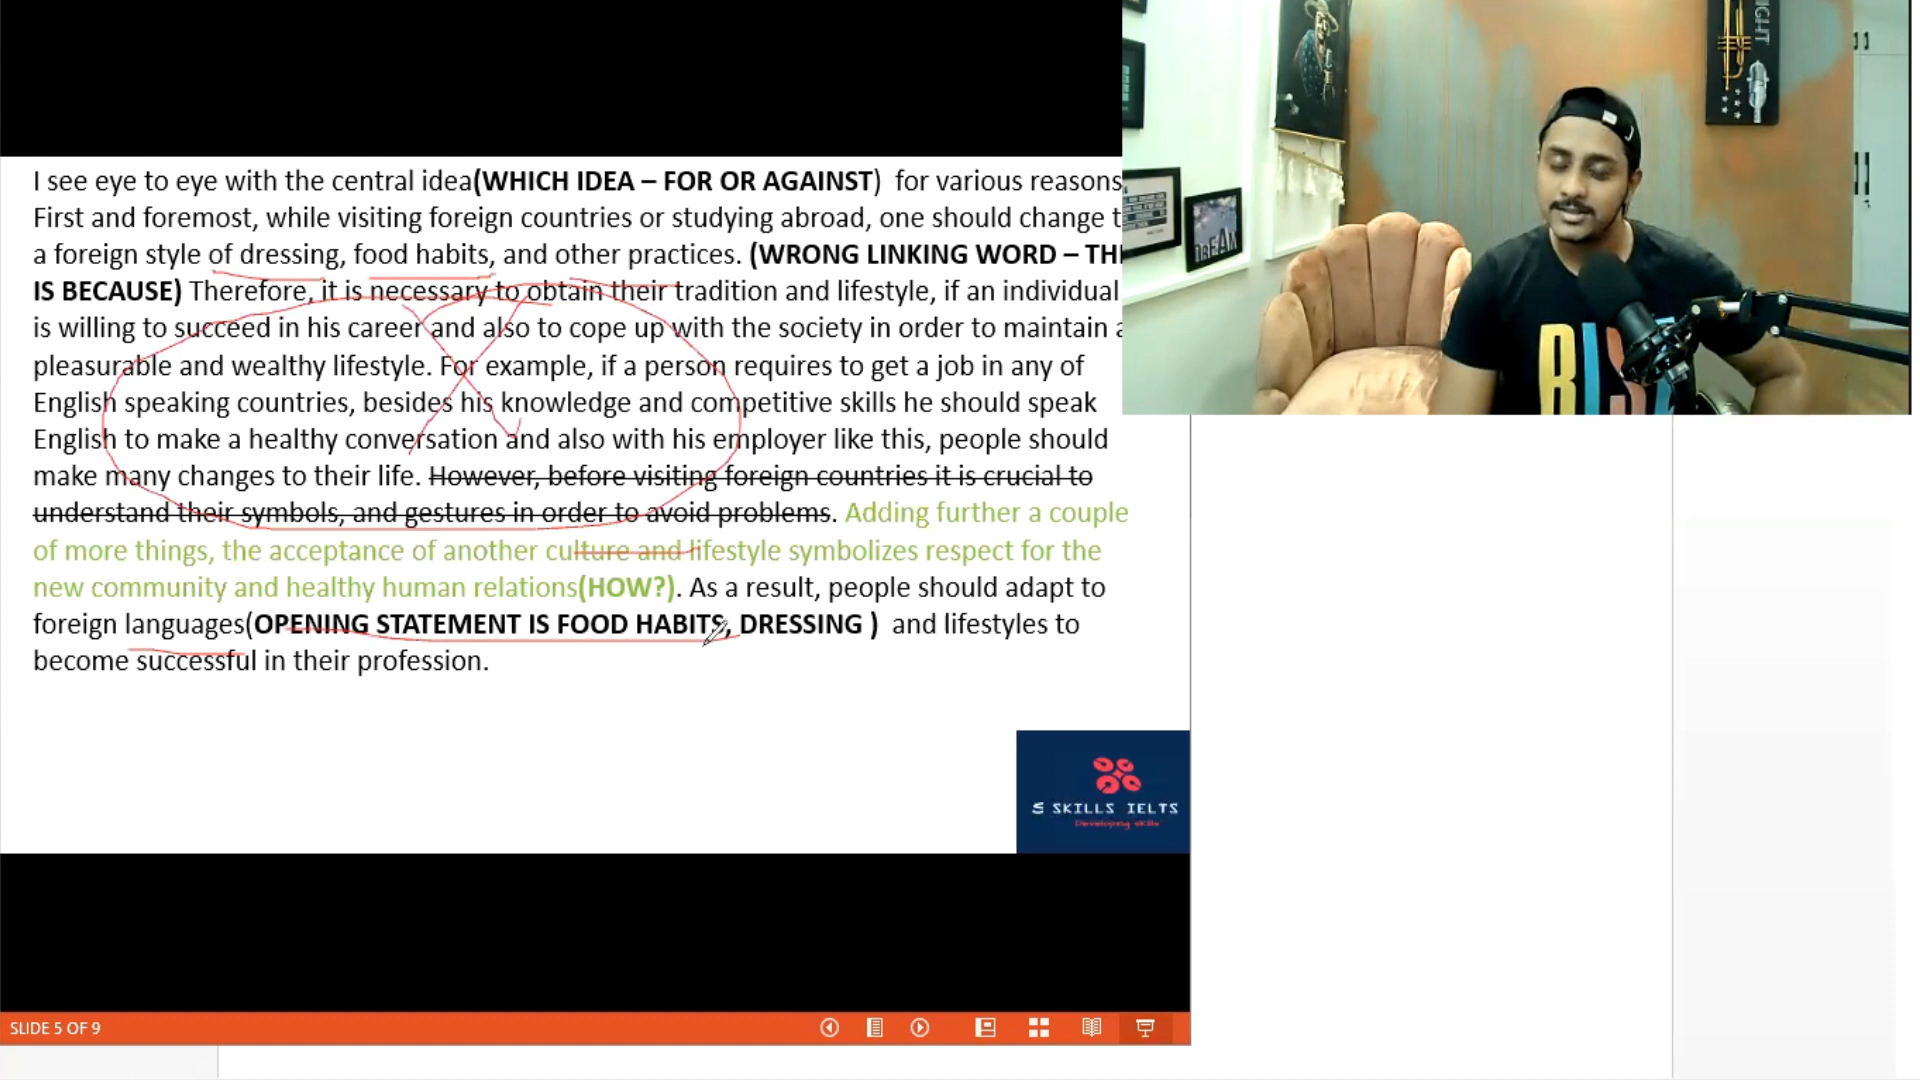 I see eye to eye with the central idea(WHICH IDEA – FOR OR AGAINST) for various reasons
First and foremost, while visiting foreign countries or studying abroad, one should change
a foreign style of dressing, food habits, and other practices. (WRONG LINKING WORD –
IS BECAUSE) Therefore, it is necessary to obtain their tradition and lifestyle, if an individual
is willing to succeed in his career and also to cope up with the society in order to maintain
pleasurable and wealthy lifestyle. For example, if a person requires to get a job in any of
English speaking countries, besides his knowledge and competitive skills he should speak
English to make a healthy conversation and also with his employer like this, people should
make many changes to their life. However, before visiting foreign countries it is crucial to
understand their symbols, and gestures in order to avoid problems. Adding further a couple
of more things, the acceptance of another culture and lifestyle symbolizes respect for the
new community and healthy human relations(HOW?). As a result, people should adapt to
foreign languages(OPENING STATEMENT IS FOOD HABITS, DRESSING ) and lifestyles to
become successful in their profession.
5 SKILLS IELTS
Developing skills
SLIDE 5 OF 9
DREAM